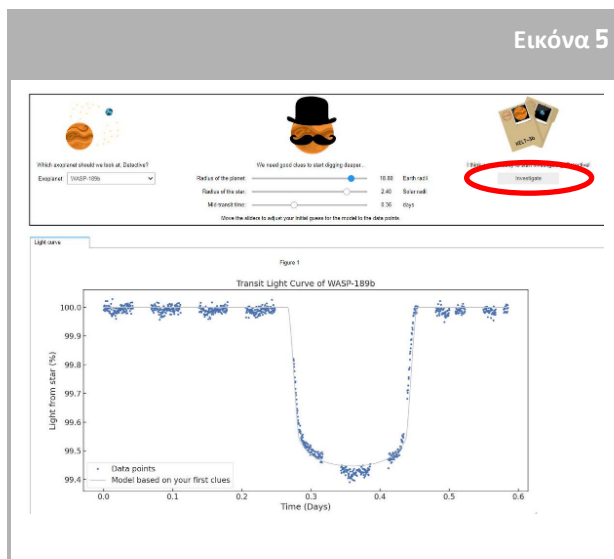 Εικόνα 5
KELT-3b
Which exoplanet should we look at, Detective?
Exoplanet: WASP-189b
We need good clues to start digging deeper...
Radius of the planet: Earth radii
Radius of the star: 2.40 Solar radii
Mid-transit time: 0.36 days
Move the sliders to adjust your initial guess for the model to the data points.
I think
Investigate
Light curve
Figure 1
Transit Light Curve of WASP-189b
Light from star (%)
100.0
99.9
99.8
99.7
99.6
99.5
99.4
Data points
Model based on your first clues
0.0 0.1 0.2 0.3 0.4 0.5 0.6
Time (Days)